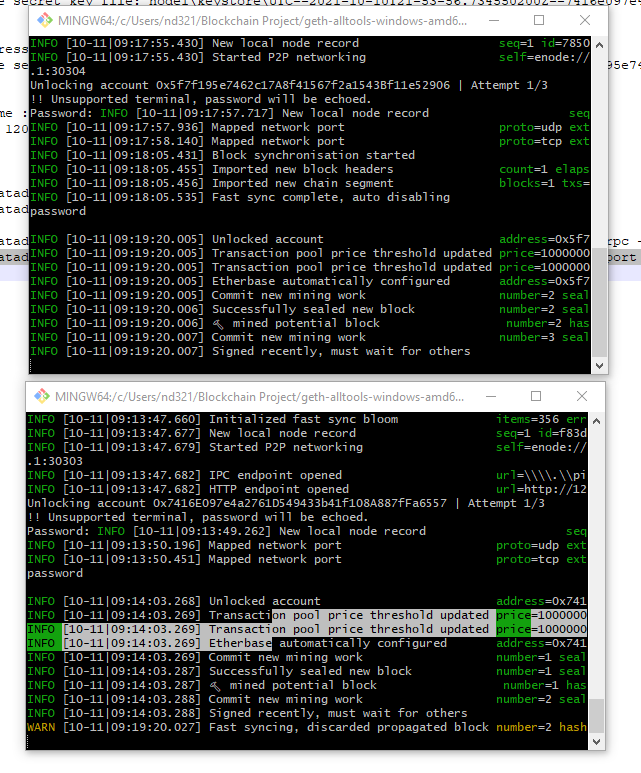 e secret key file: node1\keystore\UTC--2021-10-10T21-53-56.734550200Z--7416e097e4
MINGW64:/c/Users/nd321/Blockchain Project/geth-alltools-windows-amd6...
INFO [10-11|09:17:55.430] New local node record seq=1 id=7850
INFO [10-11|09:17:55.430] Started P2P networking self=enode://
.1:30304
Unlocking account 0x5f7f195e7462c17A8f41567f2a1543Bf11e52906 | Attempt 1/3
!! Unsupported terminal, password will be echoed.
Password: INFO [10-11|09:17:57.717] New local node record seq
INFO [10-11|09:17:57.936] Mapped network port proto=udp ext
INFO [10-11|09:17:58.140] Mapped network port proto=tcp ext
INFO [10-11|09:18:05.431] Block synchronisation started
INFO [10-11|09:18:05.455] Imported new block headers count=1 elaps
INFO [10-11|09:18:05.456] Imported new chain segment blocks=1 txs=
INFO [10-11|09:18:05.535] Fast sync complete, auto disabling
password
INFO [10-11|09:19:20.005] Unlocked account address=0x5f7
INFO [10-11|09:19:20.005] Transaction pool price threshold updated price=1000000
INFO [10-11|09:19:20.005] Transaction pool price threshold updated price=1000000
INFO [10-11|09:19:20.005] Etherbase automatically configured address=0x5f7
INFO [10-11|09:19:20.005] Commit new mining work number=2 seal
INFO [10-11|09:19:20.006] Successfully sealed new block number=2 seal
INFO [10-11|09:19:20.006] 🔨 mined potential block number=2 has
INFO [10-11|09:19:20.007] Commit new mining work number=3 seal
INFO [10-11|09:19:20.007] Signed recently, must wait for others
ress
e se
95e74
me :
120
atad
atad
atad
rpc -
atad
port
MINGW64:/c/Users/nd321/Blockchain Project/geth-alltools-windows-amd6...
INFO [10-11|09:13:47.660] Initialized fast sync bloom items=356 err
INFO [10-11|09:13:47.677] New local node record seq=1 id=f83d
INFO [10-11|09:13:47.679] Started P2P networking self=enode://
.1:30303
INFO [10-11|09:13:47.682] IPC endpoint opened url=\\\\.\\pi
INFO [10-11|09:13:47.682] HTTP endpoint opened url=http://12
Unlocking account 0x7416E097e4a2761D549433b41f108A887fFa6557 | Attempt 1/3
!! Unsupported terminal, password will be echoed.
Password: INFO [10-11|09:13:49.262] New local node record seq
INFO [10-11|09:13:50.196] Mapped network port proto=udp ext
INFO [10-11|09:13:50.451] Mapped network port proto=tcp ext
password
INFO [10-11|09:14:03.268] Unlocked account address=0x741
INFO [10-11|09:14:03.269] Transaction pool price threshold updated price=1000000
INFO [10-11|09:14:03.269] Transaction pool price threshold updated price=1000000
INFO [10-11|09:14:03.269] Etherbase automatically configured address=0x741
INFO [10-11|09:14:03.269] Commit new mining work number=1 seal
INFO [10-11|09:14:03.287] Successfully sealed new block number=1 seal
INFO [10-11|09:14:03.287] 🔨 mined potential block number=1 has
INFO [10-11|09:14:03.288] Commit new mining work number=2 seal
INFO [10-11|09:14:03.288] Signed recently, must wait for others
WARN [10-11|09:19:20.027] Fast syncing, discarded propagated block number=2 hash